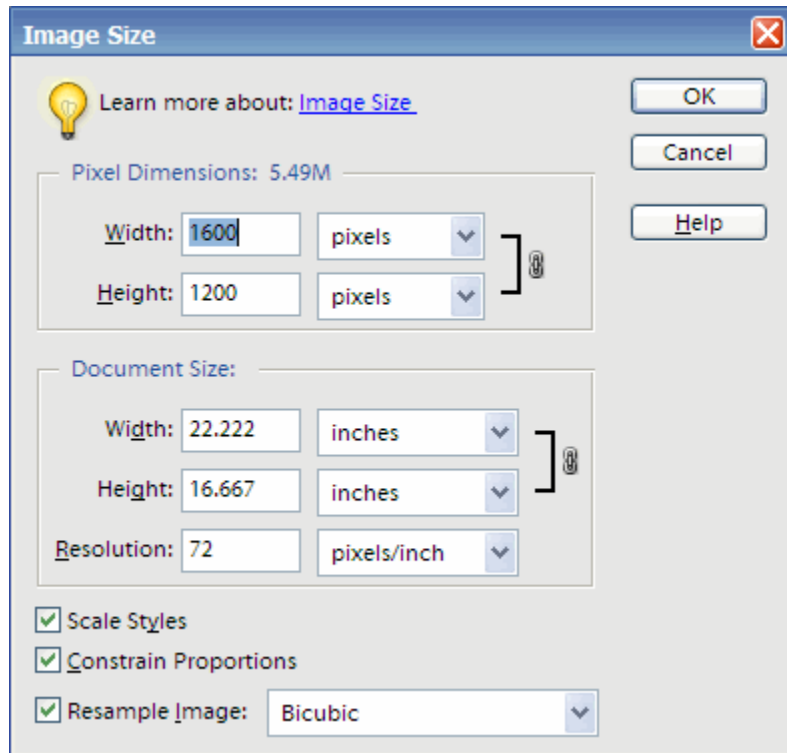 Image Size
Learn more about: Image Size
OK
Cancel
Help
Pixel Dimensions: 5.49M
Width: 1600 pixels
Height: 1200 pixels
Document Size:
Width: 22.222 inches
Height: 16.667 inches
Resolution: 72 pixels/inch
Scale Styles
Constrain Proportions
Resample Image: Bicubic